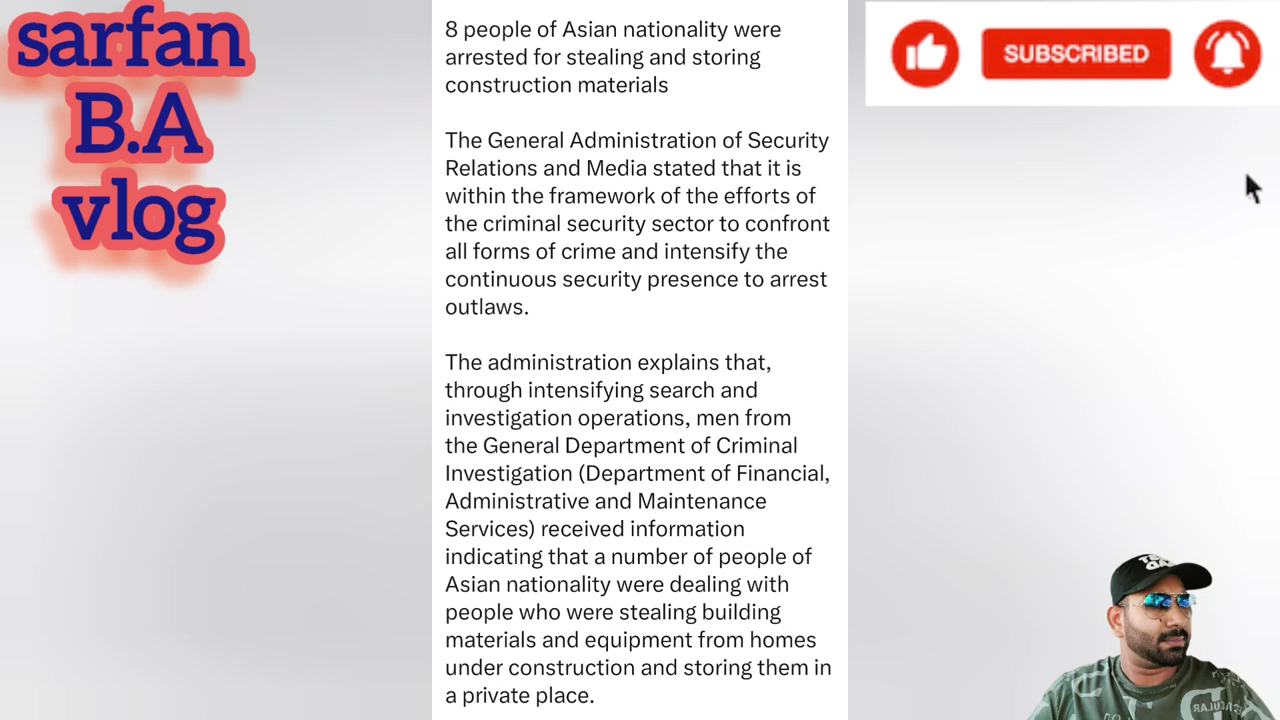 sarfan
B.A
vlog
8 people of Asian nationality were
arrested for stealing and storing
construction materials
The General Administration of Security
Relations and Media stated that it is
within the framework of the efforts of
the criminal security sector to confront
all forms of crime and intensify the
continuous security presence to arrest
outlaws.
The administration explains that,
through intensifying search and
investigation operations, men from
the General Department of Criminal
Investigation (Department of Financial,
Administrative and Maintenance
Services) received information
indicating that a number of people of
Asian nationality were dealing with
people who were stealing building
materials and equipment from homes
under construction and storing them in
a private place.
SUBSCRIBED